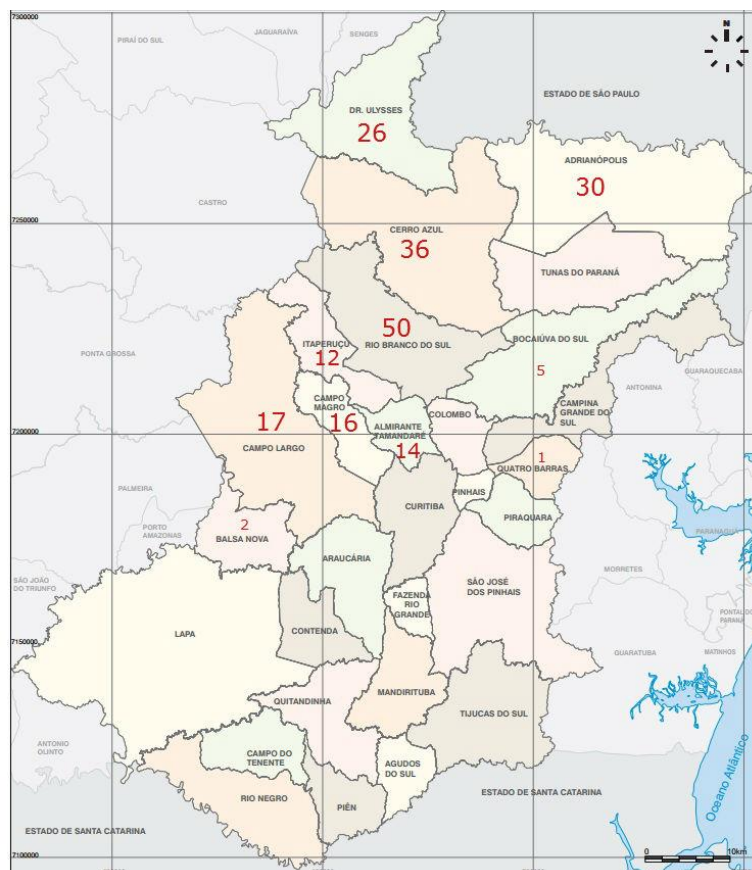 7300000
JAGUARAÍVA
SENGES
PIRAÍ DO SUL
N
ESTADO DE SÃO PAULO
DR. ULYSSES
26
ADRIANÓPOLIS
30
CASTRO
7250000
CERRO AZUL
36
TUNAS DO PARANÁ
50
RIO BRANCO DO SUL
ITAPERUÇU
12
BOCAIÚVA DO SUL
5
PONTA GROSSA
GUARAQUEÇABA
ANTONINA
CAMPO
MAGRO
16
CAMPINA
GRANDE DO
SUL
COLOMBO
17
CAMPO LARGO
ALMIRANTE
TAMANDARÉ
14
7200000
1
QUATRO BARRAS
PALMEIRA
PINHAIS
CURITIBA
PIRAQUARA
2
BALSA NOVA
PORTO
AMAZONAS
PARANAGUÁ
ARAUCÁRIA
SÃO JOÃO
DO TRIUNFO
MORRETES
SÃO JOSÉ
DOS PINHAIS
FAZENDA
RIO
GRANDE
PONTAL DO
PARANÁ
LAPA
CONTENDA
7150000
GUARATUBA
MATINHOS
MANDIRITUBA
QUITANDINHA
TIJUCAS DO SUL
ANTONIO
OLINTO
CAMPO DO
TENENTE
AGUDOS
DO SUL
Oceano Atlântico
RIO NEGRO
PIÊN
ESTADO DE SANTA CATARINA
ESTADO DE SANTA CATARINA
7100000
0
10km